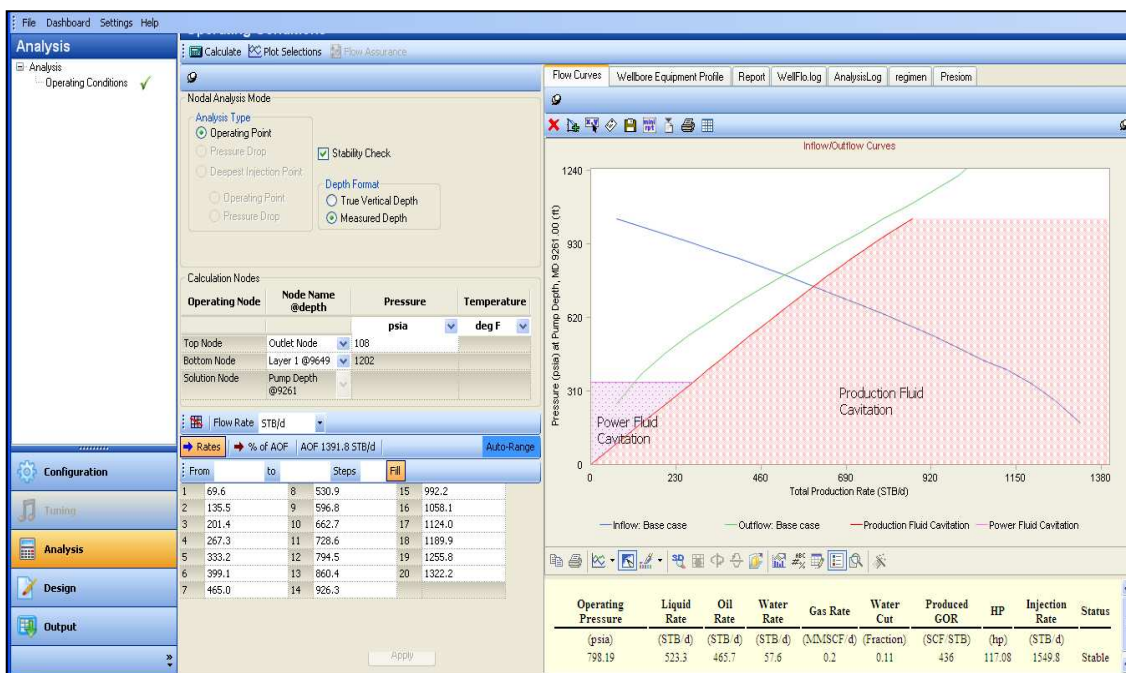 File Dashboard Settings Help
Analysis
Analysis
Operating Conditions
Configuration
Tuning
Analysis
Design
Output
»
Operating Conditions
Calculate Plot Selections Flow Assurance
Nodal Analysis Mode
Analysis Type
Operating Point
Pressure Drop
Deepest Injection Point
Operating Point
Pressure Drop
Stability Check
Depth Format
True Vertical Depth
Measured Depth
Calculation Nodes
Operating Node Node Name @depth Pressure Temperature
psia deg F
Top Node Outlet Node 108
Bottom Node Layer 1 @9649 1202
Solution Node Pump Depth @9261
Flow Rate STB/d
Rates % of AOF AOF 1391.8 STB/d Auto-Range
From to Steps Fill
1 69.6 8 530.9 15 992.2
2 135.5 9 596.8 16 1058.1
3 201.4 10 662.7 17 1124.0
4 267.3 11 728.6 18 1189.9
5 333.2 12 794.5 19 1255.8
6 399.1 13 860.4 20 1322.2
7 465.0 14 926.3
Apply
Flow Curves Wellbore Equipment Profile Report WellFlo.log AnalysisLog regimen Presiom
Inflow/Outflow Curves
Pressure (psia) at Pump Depth, MD 9261.00 (ft)
1240
930
620
310
0
Power Fluid
Cavitation
Production Fluid
Cavitation
0 230 460 690 920 1150 1380
Total Production Rate (STB/d)
Inflow: Base case Outflow: Base case Production Fluid Cavitation Power Fluid Cavitation
3D
Operating Pressure Liquid Rate Oil Rate Water Rate Gas Rate Water Cut Produced GOR HP Injection Rate Status
(psia) (STB/d) (STB/d) (STB/d) (MMSCF/d) (Fraction) (SCF/STB) (hp) (STB/d)
798.19 523.3 465.7 57.6 0.2 0.11 436 117.08 1549.8 Stable